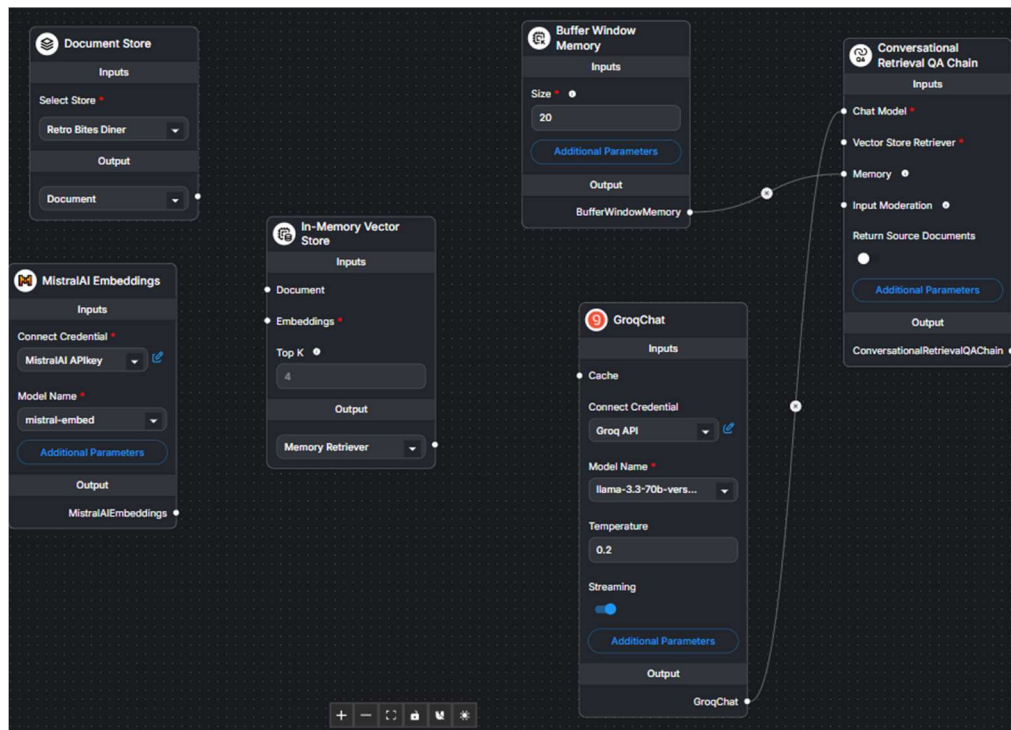 Document Store
Inputs
Select Store *
Retro Bites Diner
Output
Document
MistralAI Embeddings
Inputs
Connect Credential *
MistralAI APIkey
Model Name *
mistral-embed
Additional Parameters
Output
MistralAIEmbeddings
In-Memory Vector
Store
Inputs
Document
Embeddings *
Top K
4
Output
Memory Retriever
Buffer Window
Memory
Inputs
Size *
20
Additional Parameters
Output
BufferWindowMemory
GroqChat
Inputs
Cache
Connect Credential
Groq API
Model Name *
llama-3.3-70b-vers...
Temperature
0.2
Streaming
Additional Parameters
Output
GroqChat
QA
Conversational
Retrieval QA Chain
Inputs
Chat Model *
Vector Store Retriever *
Memory
Input Moderation
Return Source Documents
Additional Parameters
Output
ConversationalRetrievalQAChain